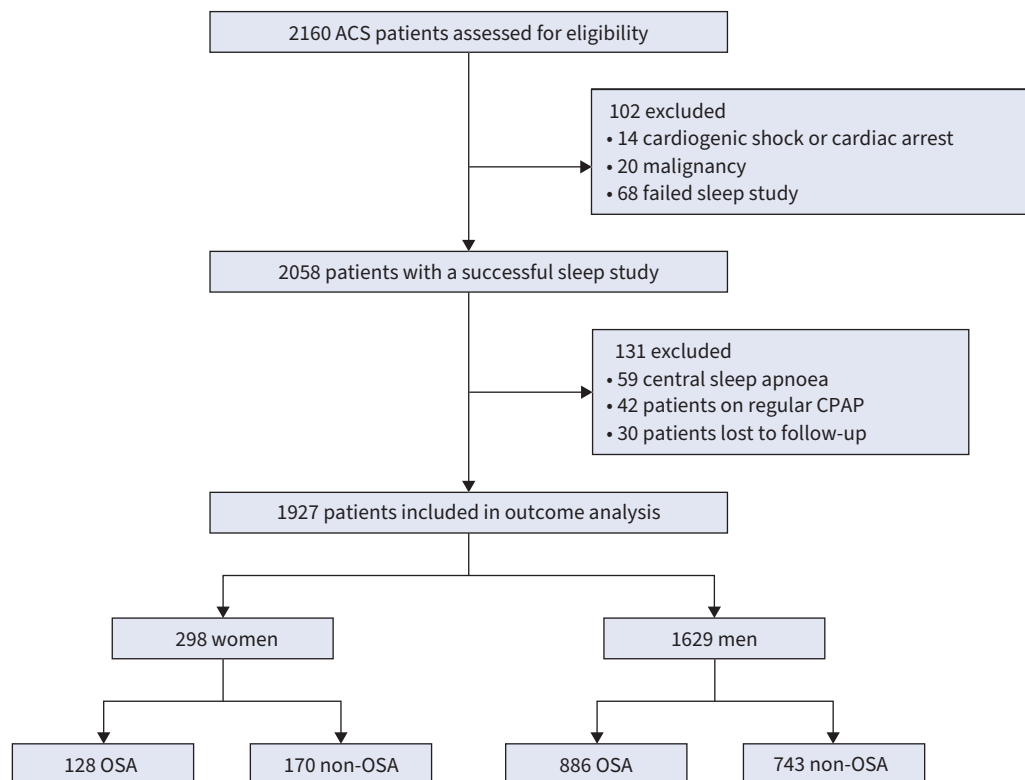 2160 ACS patients assessed for eligibility
102 excluded
• 14 cardiogenic shock or cardiac arrest
• 20 malignancy
• 68 failed sleep study
2058 patients with a successful sleep study
131 excluded
• 59 central sleep apnoea
• 42 patients on regular CPAP
• 30 patients lost to follow-up
1927 patients included in outcome analysis
298 women
1629 men
128 OSA
170 non-OSA
886 OSA
743 non-OSA